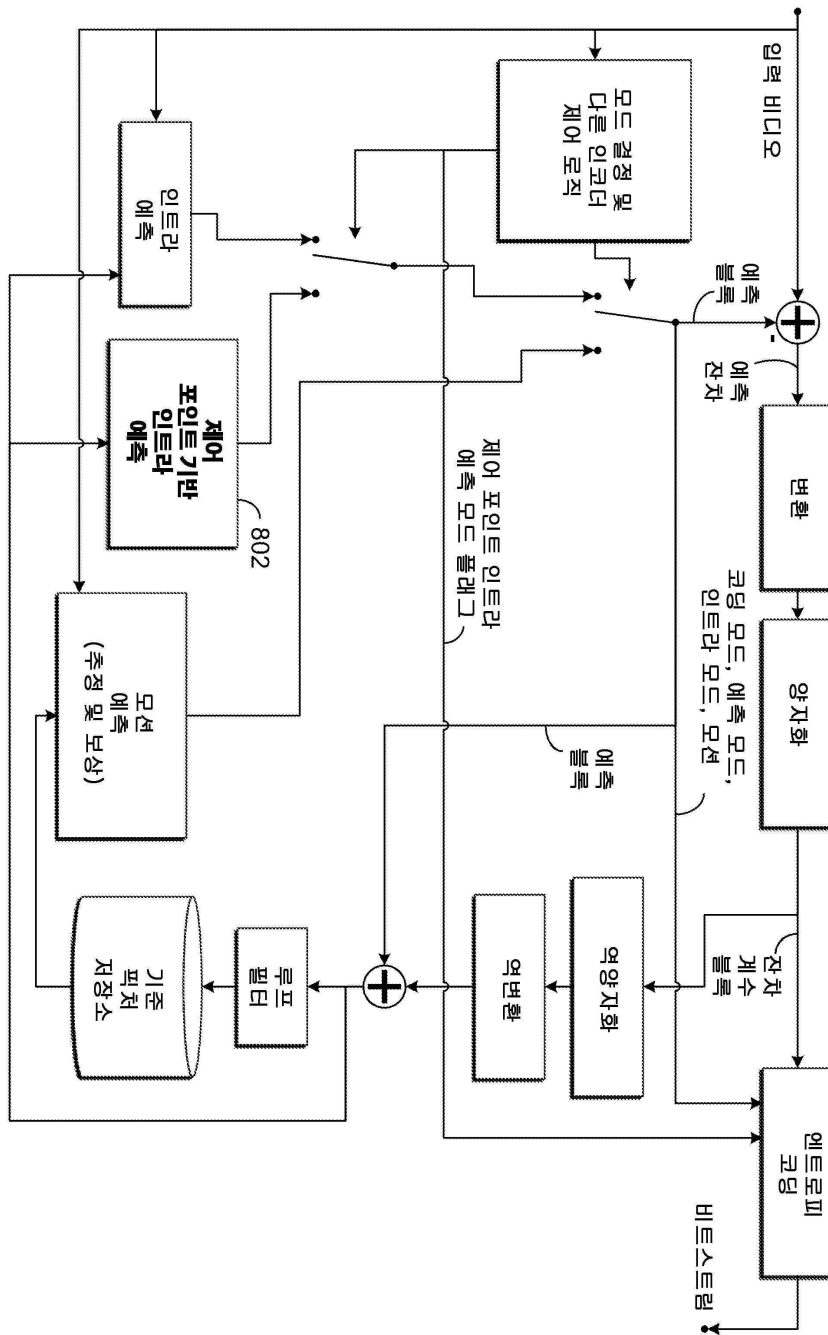 입력 비디오
모드 결정 및
다른 인코더
제어 로직
인트라
예측
제어
포인트 기반
인트라
예측
802
모션
예측
(추정 및 보상)
예측
블록
-
예측
잔차
변환
양자화
코딩 모드, 예측 모드,
인트라 모드, 모션
제어 포인트 인트라
예측 모드 플래그
예측
블록
잔차
계수
블록
역양자화
역변환
루프
필터
기준
픽처
저장소
엔트로피
코딩
비트스트림